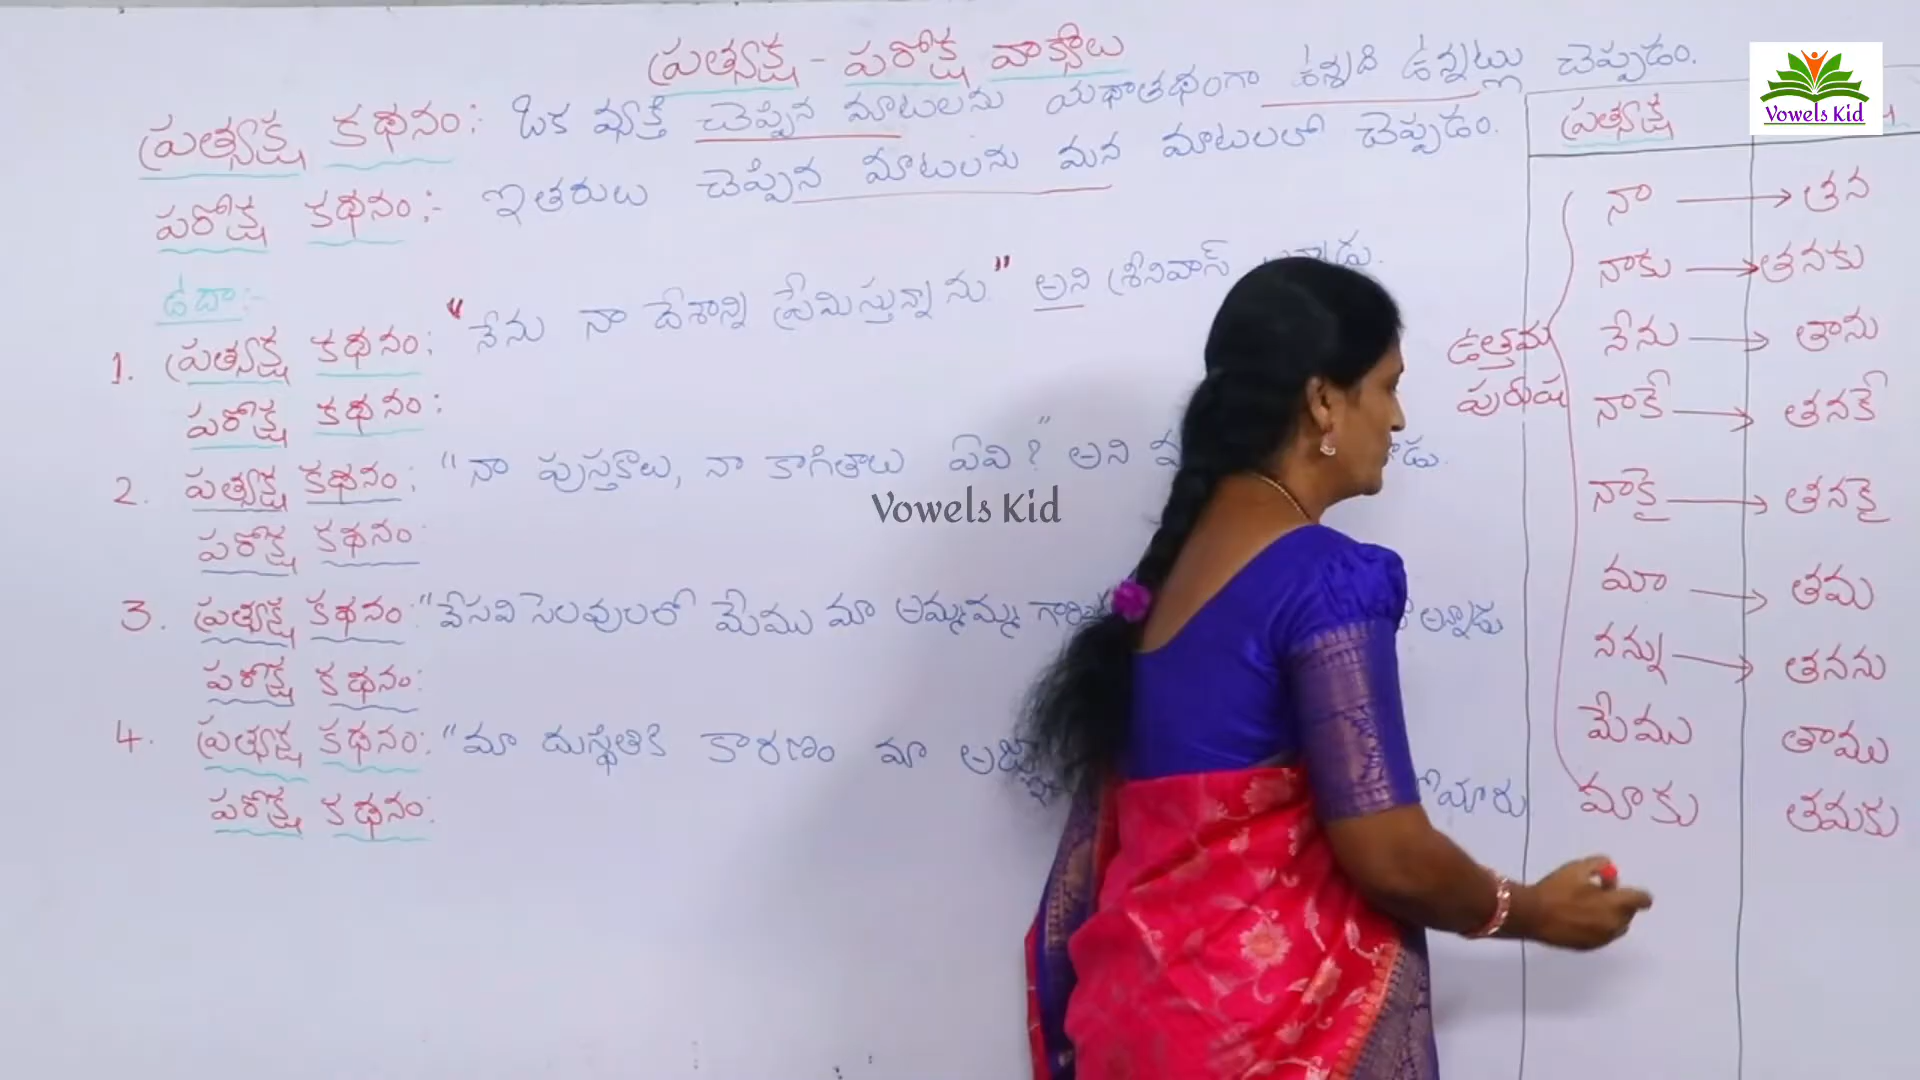 ప్రత్యక్ష - పరోక్ష వాక్యాలు
ప్రత్యక్ష కథనం:- ఒక వ్యక్తి చెప్పిన మాటలను యథాతథంగా ఉన్నది ఉన్నట్లు చెప్పడం.
పరోక్ష కథనం:- ఇతరులు చెప్పిన మాటలను మన మాటలలో చెప్పడం.
ఉదా:-
1. ప్రత్యక్ష కథనం: "నేను నా దేశాన్ని ప్రేమిస్తున్నాను." అని శ్రీనివాస్
పరోక్ష కథనం:
2. ప్రత్యక్ష కథనం: "నా పుస్తకాలు, నా కాగితాలు ఏవి?" అని
పరోక్ష కథనం
3. ప్రత్యక్ష కథనం: "వేసవి సెలవులలో మేము మా అమ్మమ్మ అన్నాడు
పరోక్ష కథనం:
4. ప్రత్యక్ష కథనం: "మా దుస్థితికి కారణం మా
పరోక్ష కథనం:
ప్రత్యక్ష
నా → తన
నాకు → తనకు
నేను → తాను
నాకే → తనకే
నాకై → తనకై
మా → తమ
నన్ను → తనను
మేము తాము
మాకు తమకు
ఉత్తమ
పురుష
Vowels Kid
Vowels Kid